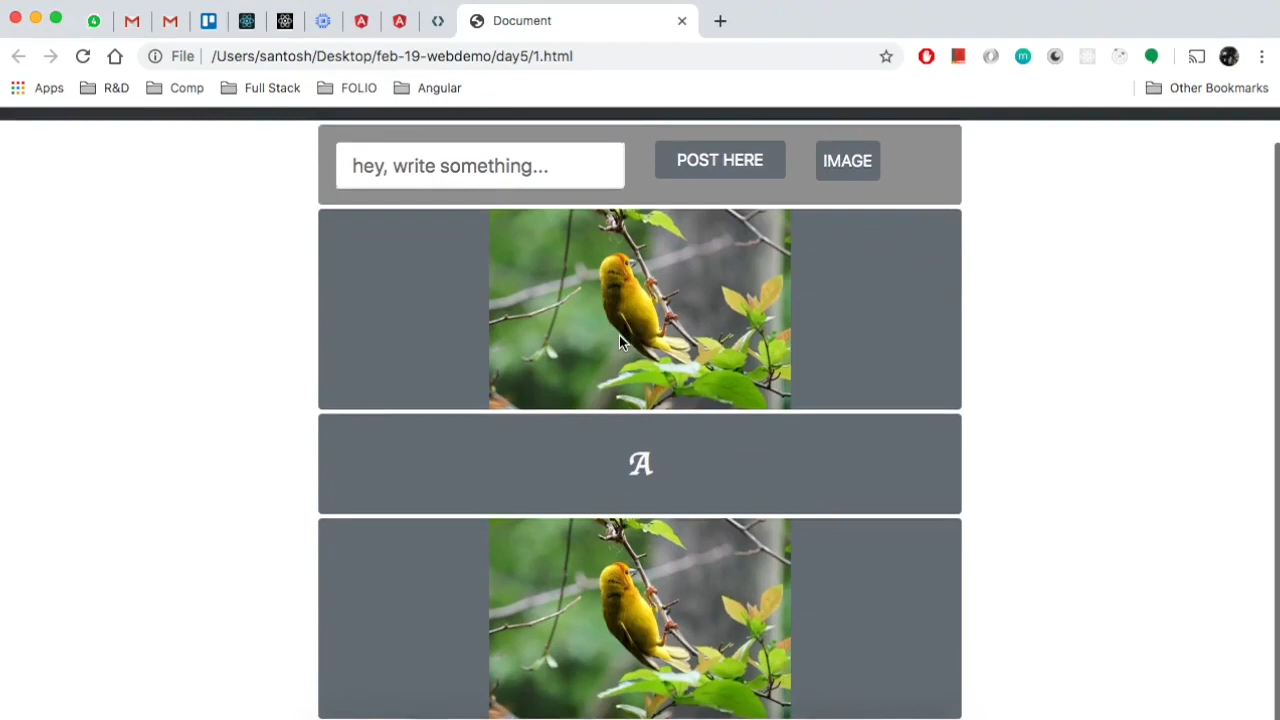 4
Document
File
/Users/santosh/Desktop/feb-19-webdemo/day5/1.html
Apps
R&D
Comp
Full Stack
FOLIO
Angular
Other Bookmarks
hey, write something...
POST HERE
IMAGE
A